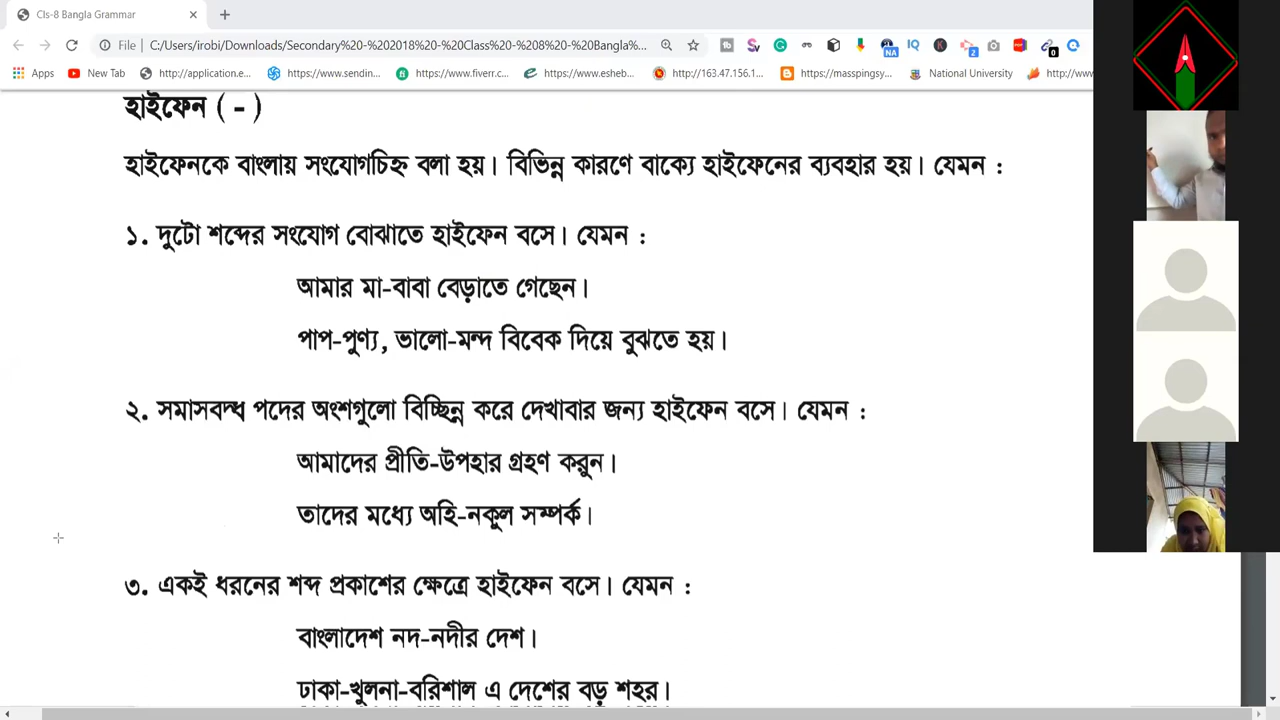 Cls-8 Bangla Grammar
File | C:/Users/irobi/Downloads/Secondary%20-%202018%20-%20Class%20-%208%20-%20Bangla%...
Apps New Tab http://application.e... https://www.sendin... https://www.fiverr.c... https://www.esheb... http://163.47.156.1... https://masspingsy... National University http://ww
হাইফেন ( - )
হাইফেনকে বাংলায় সংযোগচিহ্ন বলা হয়। বিভিন্ন কারণে বাক্যে হাইফেনের ব্যবহার হয়। যেমন :
১. দুটো শব্দের সংযোগ বোঝাতে হাইফেন বসে। যেমন :
আমার মা-বাবা বেড়াতে গেছেন।
পাপ-পুণ্য, ভালো-মন্দ বিবেক দিয়ে বুঝতে হয়।
২. সমাসবদ্ধ পদের অংশগুলো বিচ্ছিন্ন করে দেখাবার জন্য হাইফেন বসে। যেমন :
আমাদের প্রীতি-উপহার গ্রহণ করুন।
তাদের মধ্যে অহি-নকুল সম্পর্ক।
৩. একই ধরনের শব্দ প্রকাশের ক্ষেত্রে হাইফেন বসে। যেমন :
বাংলাদেশ নদ-নদীর দেশ।
ঢাকা-খুলনা-বরিশাল এ দেশের বড় শহর।